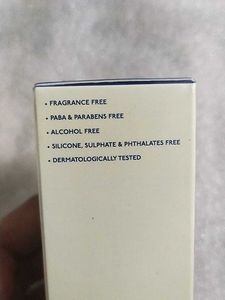 • FRAGRANCE FREE
• PABA & PARABENS FREE
• ALCOHOL FREE
• SILICONE, SULPHATE & PHTHALATES FREE
• DERMATOLOGICALLY TESTED